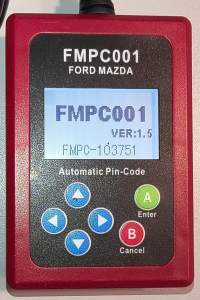 FMPC001
FORD MAZDA
FMPC001
VER:1.5
FMPC-103751
Automatic Pin-Code
A
Enter
B
Cancel